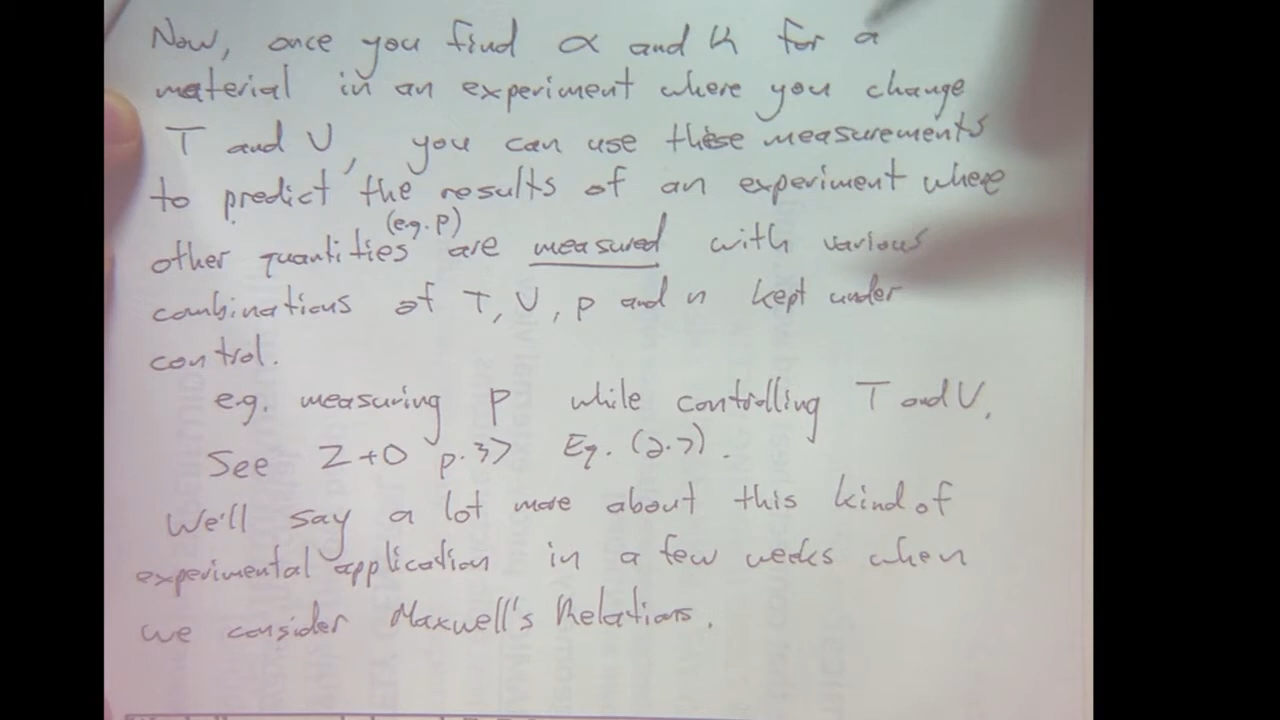 Now, once you find α and K for a
material in an experiment where you change
T and V, you can use these measurements
to predict the results of an experiment where
(e.g. p)
other quantities are measured with various
combinations of T, V, p and n kept under
control.
e.g. measuring P while controlling T and V.
See Z+O p.37 Eq. (2.7).
We'll say a lot more about this kind of
experimental application in a few weeks when
we consider Maxwell's Relations.